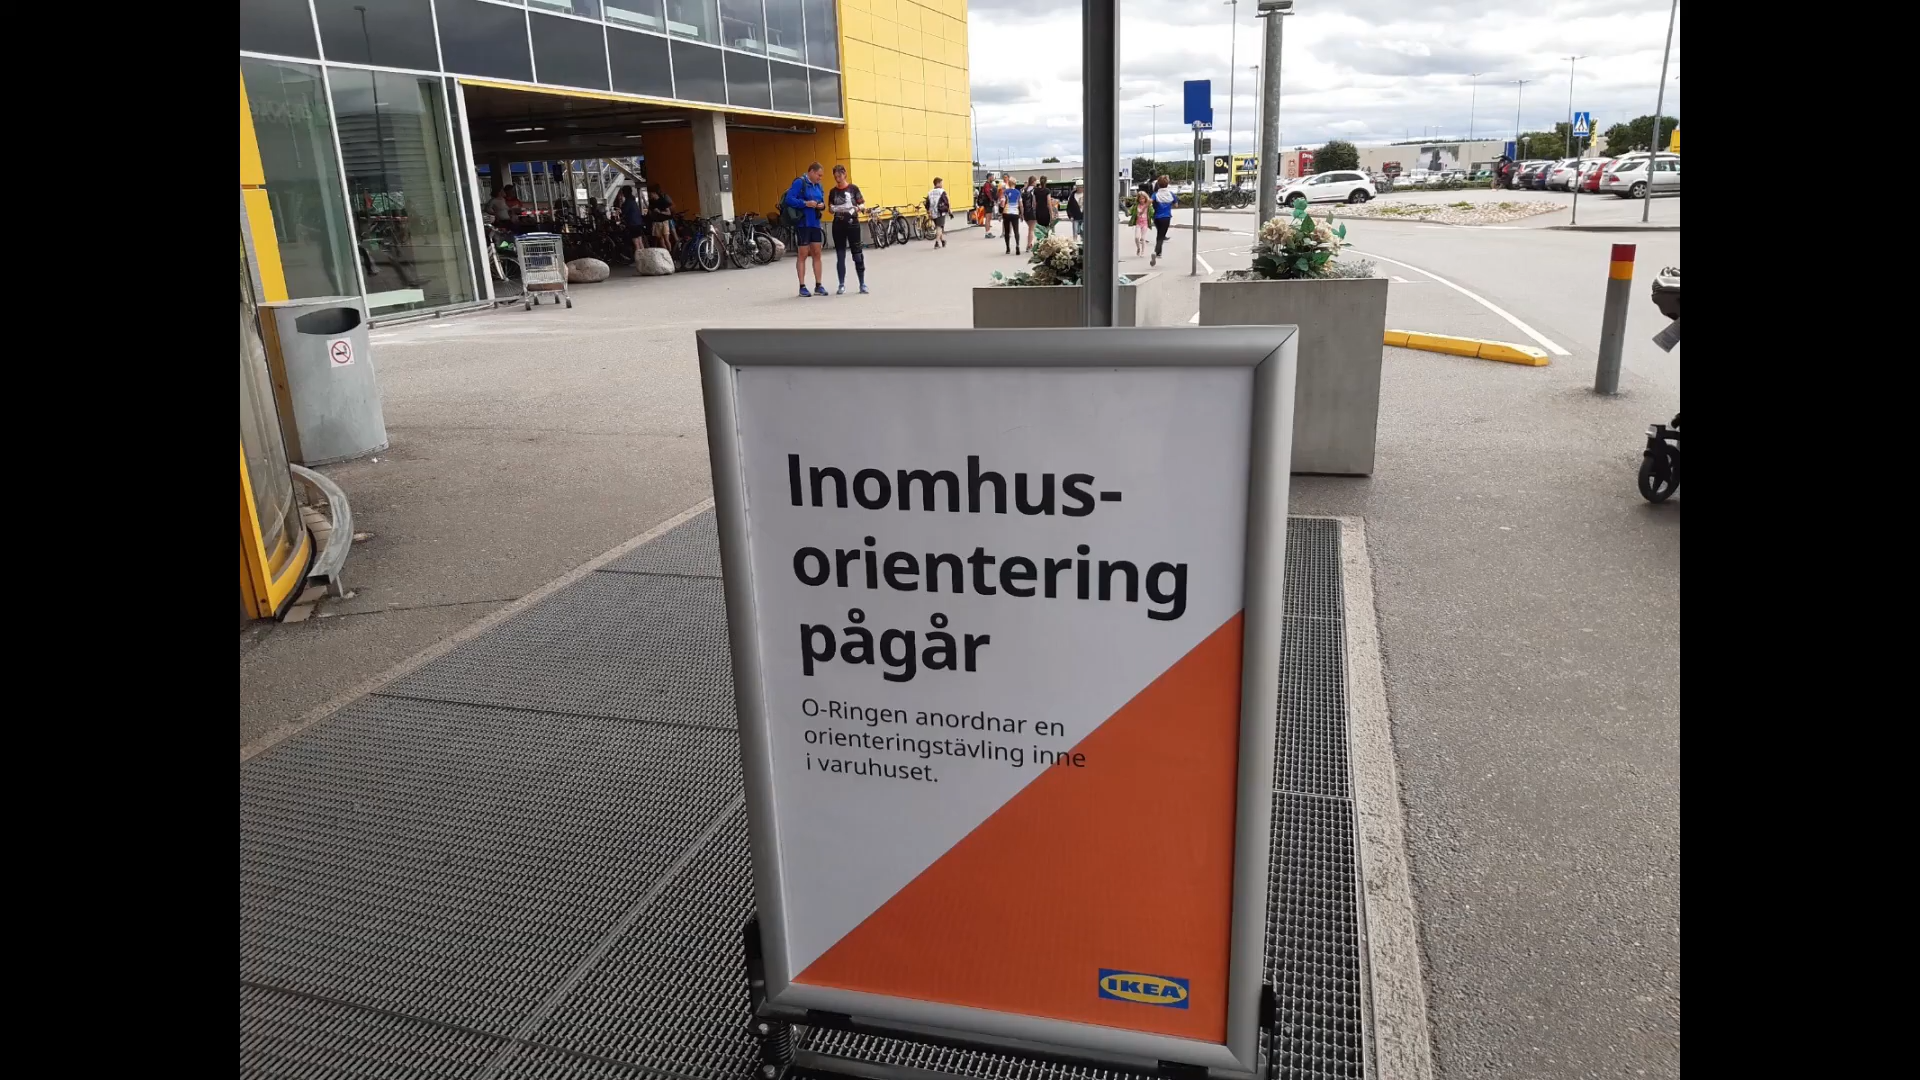 Inomhus-
orientering
pågår
O-Ringen anordnar en
orienteringstävling inne
i varuhuset.
IKEA